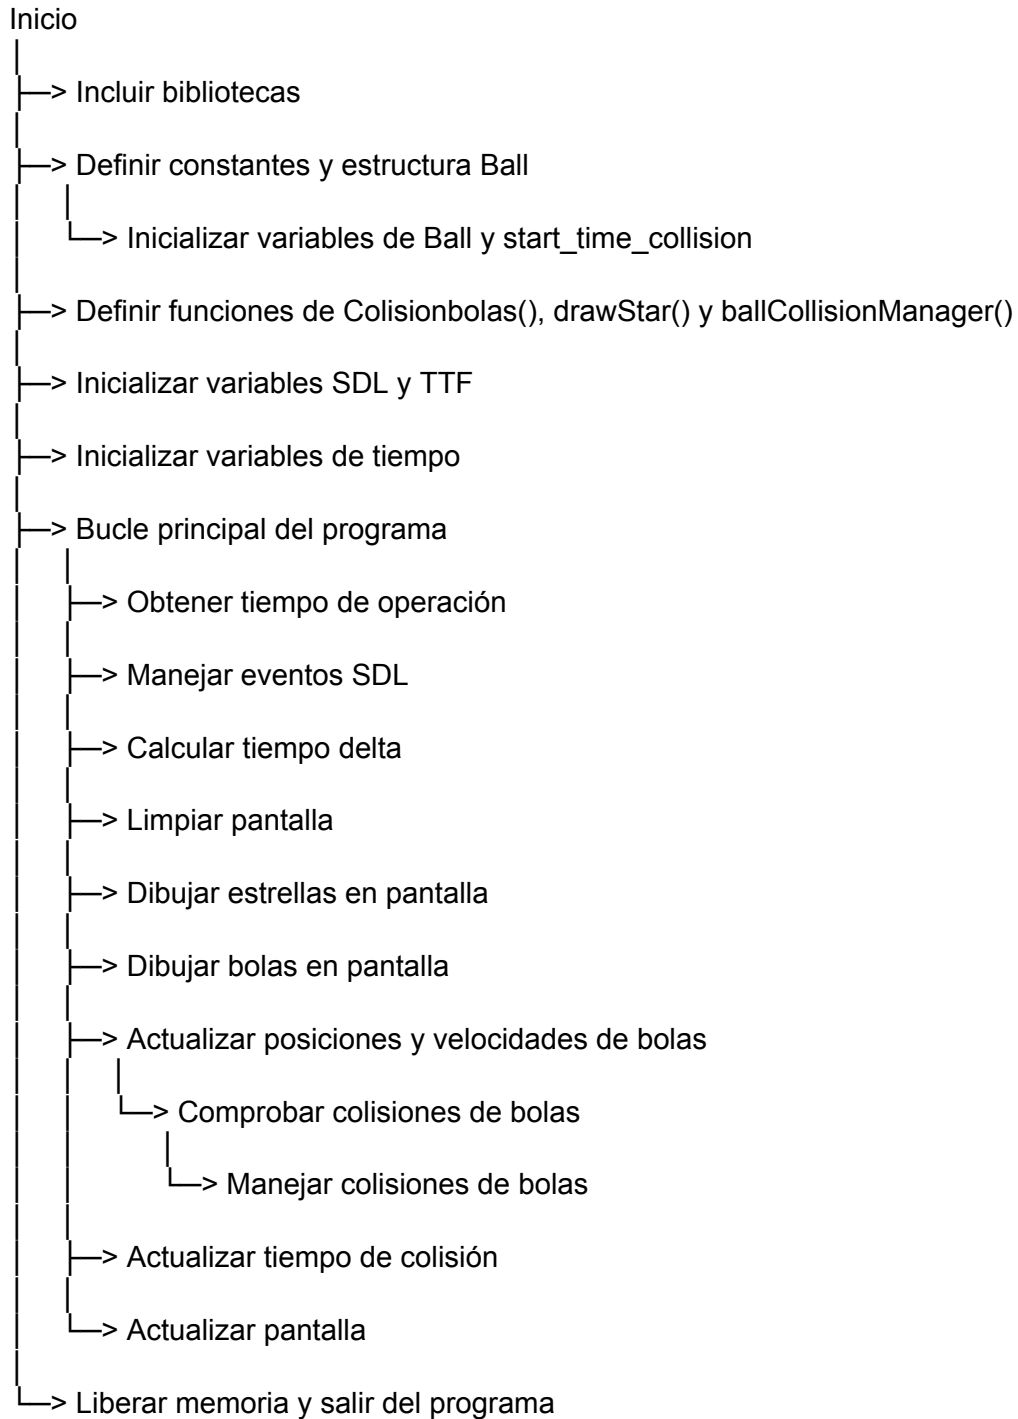 Inicio
Incluir bibliotecas
Definir constantes y estructura Ball
Inicializar variables de Ball y start_time_collision
Definir funciones de Colisionbolas(), drawStar() y ballCollisionManager()
Inicializar variables SDL y TTF
Inicializar variables de tiempo
Bucle principal del programa
Obtener tiempo de operación
Manejar eventos SDL
Calcular tiempo delta
Limpiar pantalla
Dibujar estrellas en pantalla
Dibujar bolas en pantalla
Actualizar posiciones y velocidades de bolas
Comprobar colisiones de bolas
Manejar colisiones de bolas
Actualizar tiempo de colisión
Actualizar pantalla
Liberar memoria y salir del programa